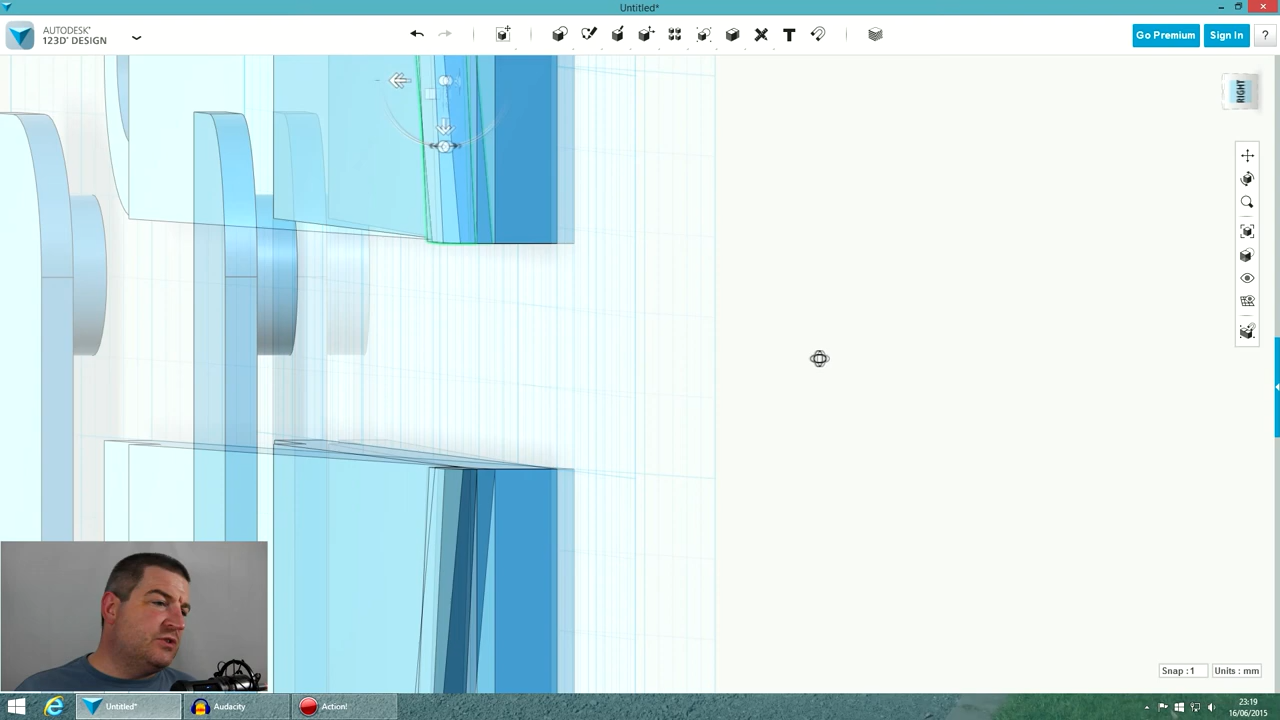 Untitled*
AUTODESK®
123D® DESIGN
Go Premium
Sign In
?
RIGHT
Snap : 1
Units : mm
Untitled*
Audacity
Action!
23:19
16/06/2015